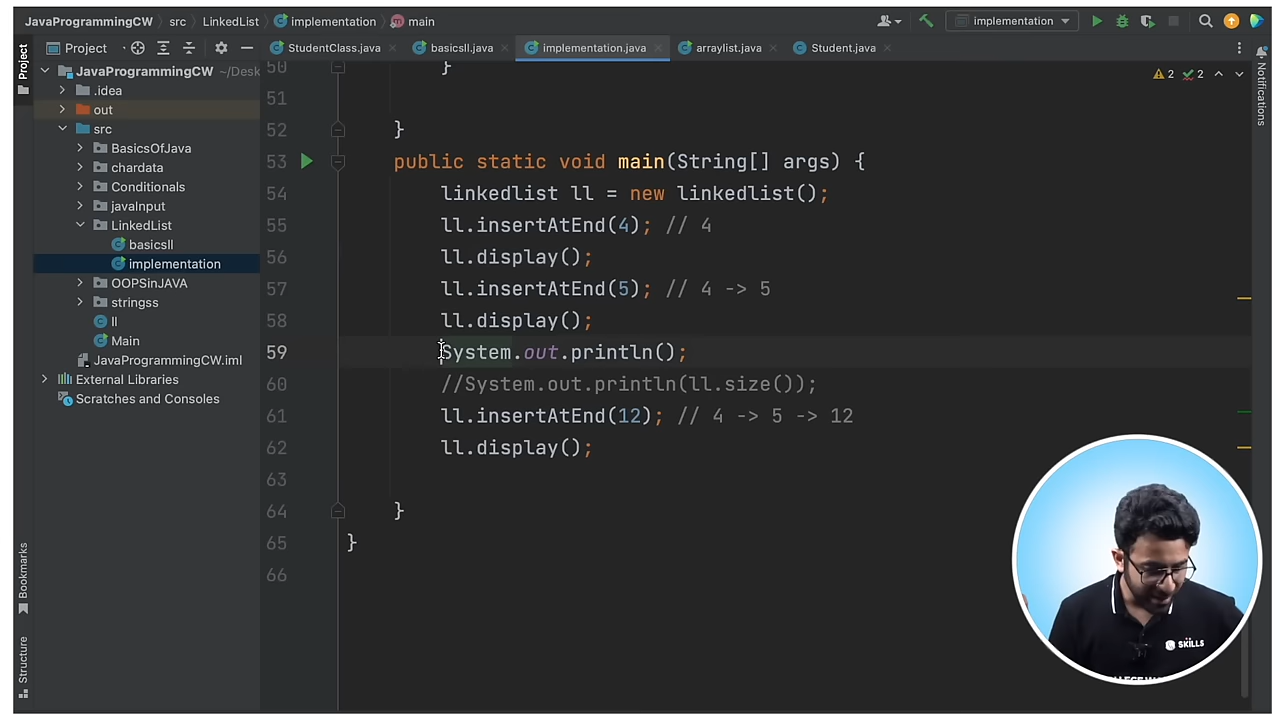 JavaProgrammingCW › src › LinkedList › implementation › main
implementation
Project
StudentClass.java
basicsll.java
implementation.java
arraylist.java
Student.java
Project
JavaProgrammingCW ~/Desk
.idea
out
src
BasicsOfJava
chardata
Conditionals
javaInput
LinkedList
basicsll
implementation
OOPSinJAVA
stringss
ll
Main
JavaProgrammingCW.iml
External Libraries
Scratches and Consoles
Bookmarks
Structure
Notifications
2 2
50 }
51
52 }
53 public static void main(String[] args) {
54 linkedlist ll = new linkedlist();
55 ll.insertAtEnd(4); // 4
56 ll.display();
57 ll.insertAtEnd(5); // 4 -> 5
58 ll.display();
59 System.out.println();
60 //System.out.println(ll.size());
61 ll.insertAtEnd(12); // 4 -> 5 -> 12
62 ll.display();
63
64 }
65 }
66
SKILLS